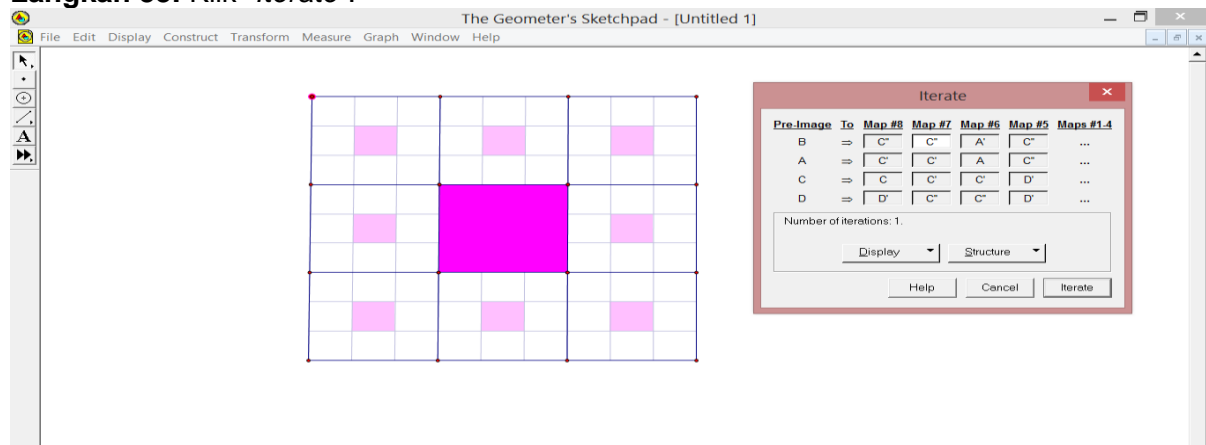 The Geometer's Sketchpad - [Untitled 1]
File Edit Display Construct Transform Measure Graph Window Help
A
Iterate
Pre-Image To Map #8 Map #7 Map #6 Map #5 Maps #1-4
B ⇒ C" C" A' C" ...
A ⇒ C' C' A C" ...
C ⇒ C C' C' D' ...
D ⇒ D' C" C" D' ...
Number of iterations: 1.
Display Structure
Help Cancel Iterate